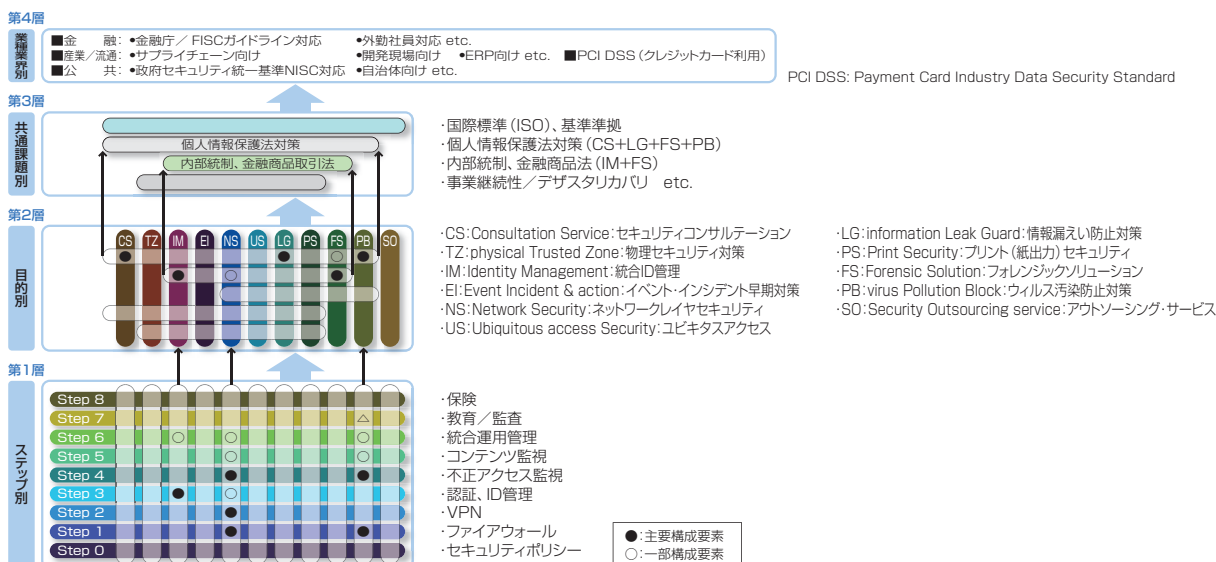 第4層
業種業界別
■金　融：•金融庁／FISCガイドライン対応　•外勤社員対応 etc.
■産業／流通：•サプライチェーン向け　•開発現場向け　•ERP向け etc.　■PCI DSS（クレジットカード利用）
■公　共：•政府セキュリティ統一基準NISC対応　•自治体向け etc.
PCI DSS: Payment Card Industry Data Security Standard
第3層
共通課題別
個人情報保護法対策
内部統制、金融商品取引法
·国際標準（ISO）、基準準拠
·個人情報保護法対策（CS+LG+FS+PB）
·内部統制、金融商品法（IM+FS）
·事業継続性／デザスタリカバリ　etc.
第2層
目的別
CS TZ IM EI NS US LG PS FS PB SO
·CS：Consultation Service：セキュリティコンサルテーション
·TZ：physical Trusted Zone：物理セキュリティ対策
·IM：Identity Management：統合ID管理
·EI：Event Incident & action：イベント・インシデント早期対策
·NS：Network Security：ネットワークレイヤセキュリティ
·US：Ubiquitous access Security：ユビキタスアクセス
·LG：information Leak Guard：情報漏えい防止対策
·PS：Print Security：プリント（紙出力）セキュリティ
·FS：Forensic Solution：フォレンジックソリューション
·PB：virus Pollution Block：ウィルス汚染防止対策
·SO：Security Outsourcing service：アウトソーシング・サービス
第1層
ステップ別
Step 8
Step 7 △
Step 6 ○ ○ ○
Step 5 ○ ○
Step 4 ● ●
Step 3 ● ○
Step 2 ●
Step 1 ● ●
Step 0
·保険
·教育／監査
·統合運用管理
·コンテンツ監視
·不正アクセス監視
·認証、ID管理
·VPN
·ファイアウォール
·セキュリティポリシー
●：主要構成要素
○：一部構成要素